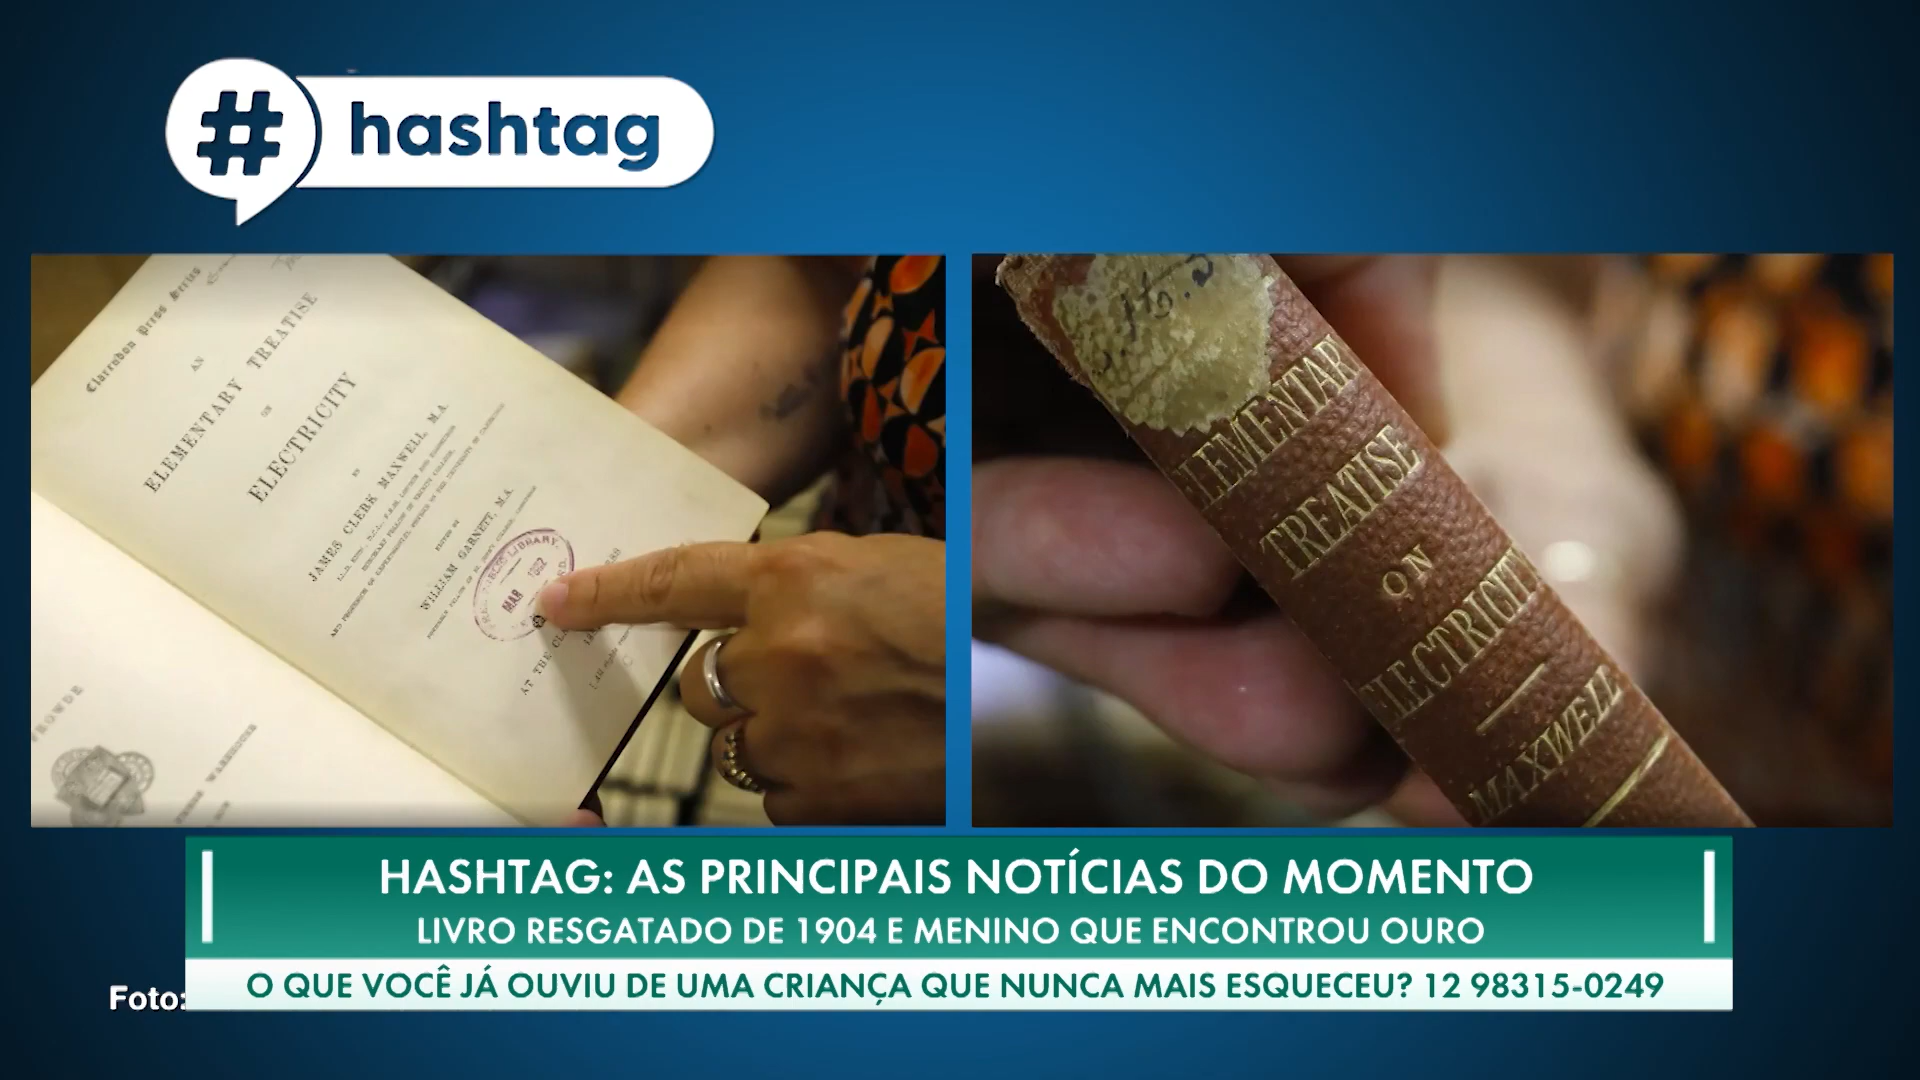 # hashtag
Clarendon Press Series
AN
ELEMENTARY TREATISE
ON
ELECTRICITY
BY
JAMES CLERK MAXWELL, M.A.
EDITED BY
WILLIAM GARNETT, M.A.
LIBRARY
MAR
AT THE
ELEMENTARY
TREATISE
ON
ELECTRICITY
MAXWELL
HASHTAG: AS PRINCIPAIS NOTÍCIAS DO MOMENTO
LIVRO RESGATADO DE 1904 E MENINO QUE ENCONTROU OURO
O QUE VOCÊ JÁ OUVIU DE UMA CRIANÇA QUE NUNCA MAIS ESQUECEU? 12 98315-0249
Foto: